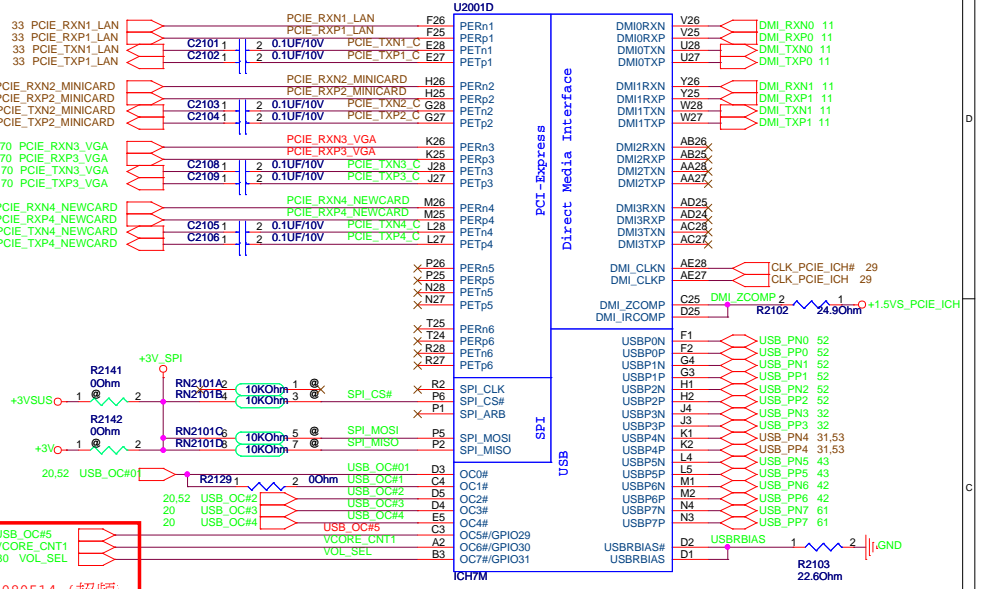 U2001D
33 PCIE_RXN1_LAN PCIE_RXN1_LAN F26 PERn1 DMI0RXN V26 DMI_RXN0 11
33 PCIE_RXP1_LAN PCIE_RXP1_LAN F25 PERp1 DMI0RXP V25 DMI_RXP0 11
33 PCIE_TXN1_LAN C2101 1 2 0.1UF/10V PCIE_TXN1_C E28 PETn1 DMI0TXN U28 DMI_TXN0 11
33 PCIE_TXP1_LAN C2102 1 2 0.1UF/10V PCIE_TXP1_C E27 PETp1 DMI0TXP U27 DMI_TXP0 11
PCIE_RXN2_MINICARD PCIE_RXN2_MINICARD H26 PERn2 DMI1RXN Y26 DMI_RXN1 11
PCIE_RXP2_MINICARD PCIE_RXP2_MINICARD H25 PERp2 DMI1RXP Y25 DMI_RXP1 11
PCIE_TXN2_MINICARD C2103 1 2 0.1UF/10V PCIE_TXN2_C G28 PETn2 DMI1TXN W28 DMI_TXN1 11
PCIE_TXP2_MINICARD C2104 1 2 0.1UF/10V PCIE_TXP2_C G27 PETp2 DMI1TXP W27 DMI_TXP1 11
D
70 PCIE_RXN3_VGA PCIE_RXN3_VGA K26 PERn3 DMI2RXN AB26
70 PCIE_RXP3_VGA PCIE_RXP3_VGA K25 PERp3 DMI2RXP AB25
70 PCIE_TXN3_VGA C2108 1 2 0.1UF/10V PCIE_TXN3_C J28 PETn3 DMI2TXN AA28
70 PCIE_TXP3_VGA C2109 1 2 0.1UF/10V PCIE_TXP3_C J27 PETp3 DMI2TXP AA27
PCI-Express
Direct Media Interface
PCIE_RXN4_NEWCARD PCIE_RXN4_NEWCARD M26 PERn4 DMI3RXN AD25
PCIE_RXP4_NEWCARD PCIE_RXP4_NEWCARD M25 PERp4 DMI3RXP AD24
PCIE_TXN4_NEWCARD C2105 1 2 0.1UF/10V PCIE_TXN4_C L28 PETn4 DMI3TXN AC28
PCIE_TXP4_NEWCARD C2106 1 2 0.1UF/10V PCIE_TXP4_C L27 PETp4 DMI3TXP AC27
P26 PERn5 DMI_CLKN AE28 CLK_PCIE_ICH# 29
P25 PERp5 DMI_CLKP AE27 CLK_PCIE_ICH 29
N28 PETn5
N27 PETp5 DMI_ZCOMP C25 DMI_ZCOMP 2 1 +1.5VS_PCIE_ICH
DMI_IRCOMP D25 R2102 24.9Ohm
T25 PERn6
T24 PERp6 USBP0N F1 USB_PN0 52
R28 PETn6 USBP0P F2 USB_PP0 52
R27 PETp6 USBP1N G4 USB_PN1 52
+3V_SPI
USBP1P G3 USB_PP1 52
R2141
0Ohm
RN2101A 2 10KOhm 1 @ R2 SPI_CLK USBP2N H1 USB_PN2 52
+3VSUS 1 @ 2 RN2101B 4 10KOhm 3 @ SPI_CS# P6 SPI_CS# USBP2P H2 USB_PP2 52
P1 SPI_ARB USBP3N J4 USB_PN3 32
R2142
0Ohm
USBP3P J3 USB_PP3 32
RN2101C 6 10KOhm 5 @ SPI_MOSI P5 SPI_MOSI USBP4N K1 USB_PN4 31,53
+3V 1 @ 2 RN2101D 8 10KOhm 7 @ SPI_MISO P2 SPI_MISO USBP4P K2 USB_PP4 31,53
SPI
USB
USBP5N L4 USB_PN5 43
20,52 USB_OC#01 USB_OC#01 D3 OC0# USBP5P L5 USB_PP5 43
R2129 1 2 0Ohm USB_OC#1 C4 OC1# USBP6N M1 USB_PN6 42
20,52 USB_OC#2 USB_OC#2 D5 OC2# USBP6P M2 USB_PP6 42
20 USB_OC#3 USB_OC#3 D4 OC3# USBP7N N4 USB_PN7 61
20 USB_OC#4 USB_OC#4 E5 OC4# USBP7P N3 USB_PP7 61
C
USB_OC#5 USB_OC#5 C3 OC5#/GPIO29
VCORE_CNT1 VCORE_CNT1 A2 OC6#/GPIO30 USBRBIAS# D2 USBRBIAS 1 2 GND
VOL_SEL VOL_SEL B3 OC7#/GPIO31 USBRBIAS D1
R2103
22.6Ohm
ICH7M